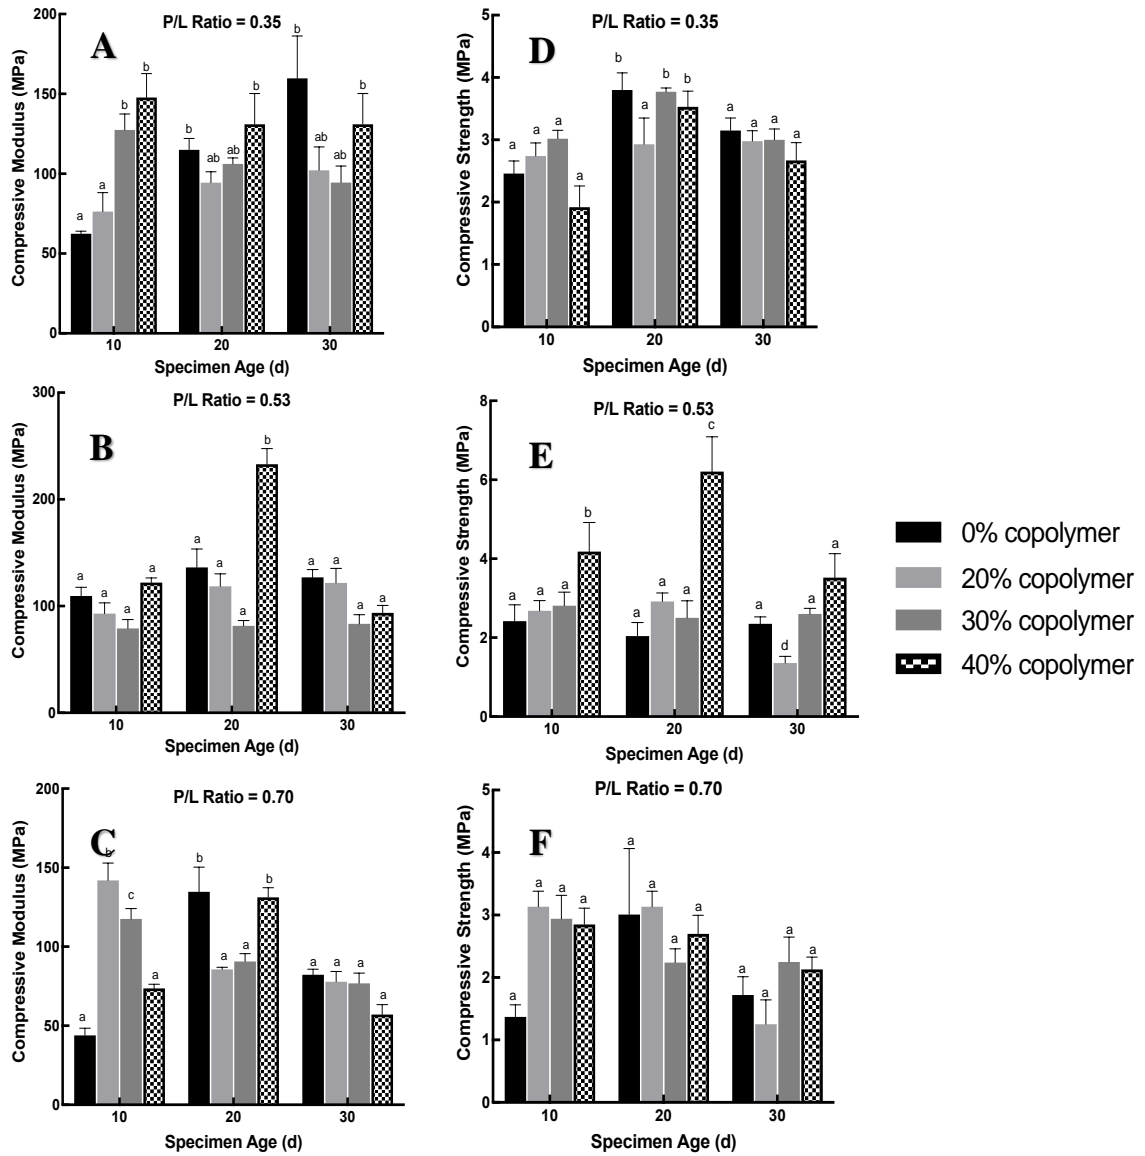 P/L Ratio = 0.35
A
Compressive Modulus (MPa)
200
150
100
50
0
a
a
b
b
b
ab
ab
b
b
ab
ab
b
10
20
30
Specimen Age (d)
P/L Ratio = 0.35
D
Compressive Strength (MPa)
5
4
3
2
1
0
a
a
a
a
b
a
b
b
a
a
a
a
10
20
30
Specimen Age (d)
P/L Ratio = 0.53
B
Compressive Modulus (MPa)
300
200
100
0
a
a
a
a
a
a
a
b
a
a
a
a
10
20
30
Specimen Age (d)
P/L Ratio = 0.53
E
Compressive Strength (MPa)
8
6
4
2
0
a
a
a
b
a
a
a
c
a
d
a
a
10
20
30
Specimen Age (d)
0% copolymer
20% copolymer
30% copolymer
40% copolymer
P/L Ratio = 0.70
C
Compressive Modulus (MPa)
200
150
100
50
0
a
b
c
a
b
a
a
b
a
a
a
a
10
20
30
Specimen Age (d)
P/L Ratio = 0.70
F
Compressive Strength (MPa)
5
4
3
2
1
0
a
a
a
a
a
a
a
a
a
a
a
a
10
20
30
Specimen Age (d)